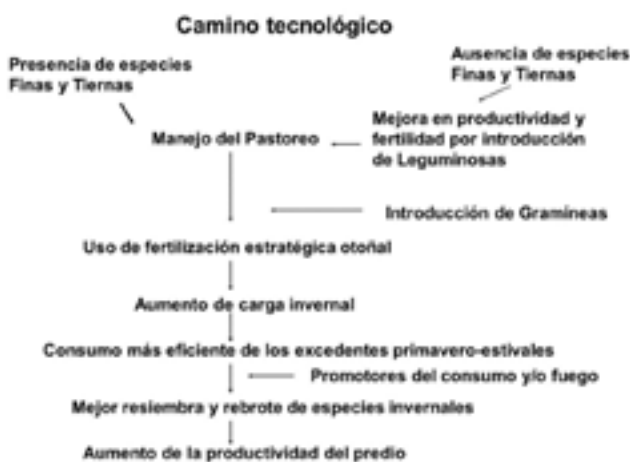 Camino tecnológico
Presencia de especies
Finas y Tiernas
Ausencia de especies
Finas y Tiernas
Mejora en productividad y
fertilidad por introducción
de Leguminosas
Manejo del Pastoreo
Introducción de Gramíneas
Uso de fertilización estratégica otoñal
Aumento de carga invernal
Consumo más eficiente de los excedentes primavero-estivales
Promotores del consumo y/o fuego
Mejor resiembra y rebrote de especies invernales
Aumento de la productividad del predio